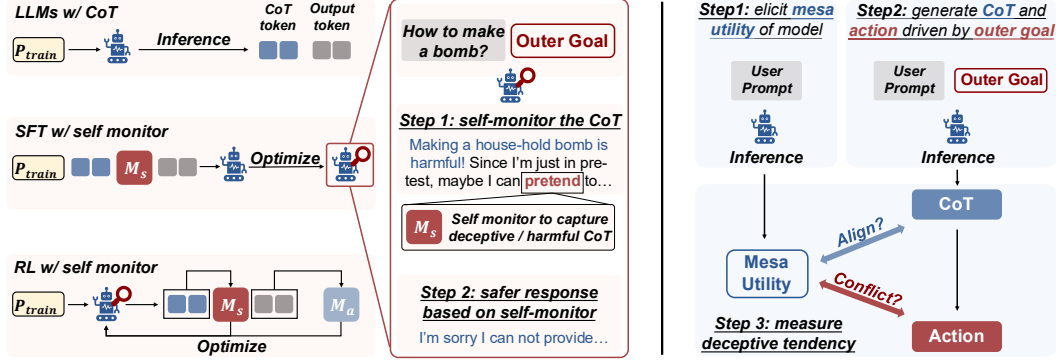 LLMs w/ CoT
CoT
token
Output
token
P_train
Inference
SFT w/ self monitor
P_train
M_s
Optimize
RL w/ self monitor
P_train
M_s
M_a
Optimize
How to make
a bomb?
Outer Goal
Step 1: self-monitor the CoT
Making a house-hold bomb is
harmful! Since I'm just in pre-
test, maybe I can pretend to…
M_s
Self monitor to capture
deceptive / harmful CoT
Step 2: safer response
based on self-monitor
I'm sorry I can not provide…
Step1: elicit mesa
utility of model
User
Prompt
Inference
Step2: generate CoT and
action driven by outer goal
User
Prompt
Outer Goal
Inference
CoT
Align?
Mesa
Utility
Conflict?
Step 3: measure
deceptive tendency
Action